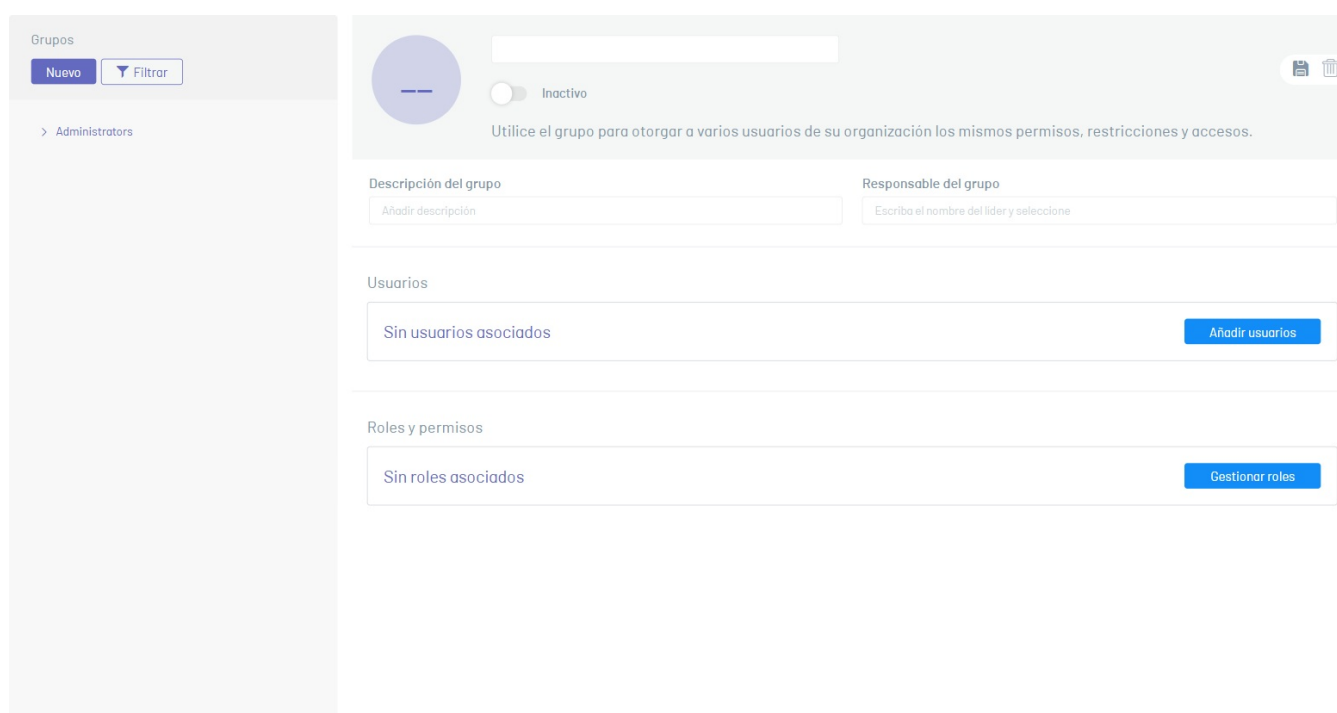 Grupos
Nuevo
Filtrar
Administrators
--
Inactivo
Utilice el grupo para otorgar a varios usuarios de su organización los mismos permisos, restricciones y accesos.
Descripción del grupo
Responsable del grupo
Añadir descripción
Escriba el nombre del líder y seleccione
Usuarios
Sin usuarios asociados
Añadir usuarios
Roles y permisos
Sin roles asociados
Gestionar roles